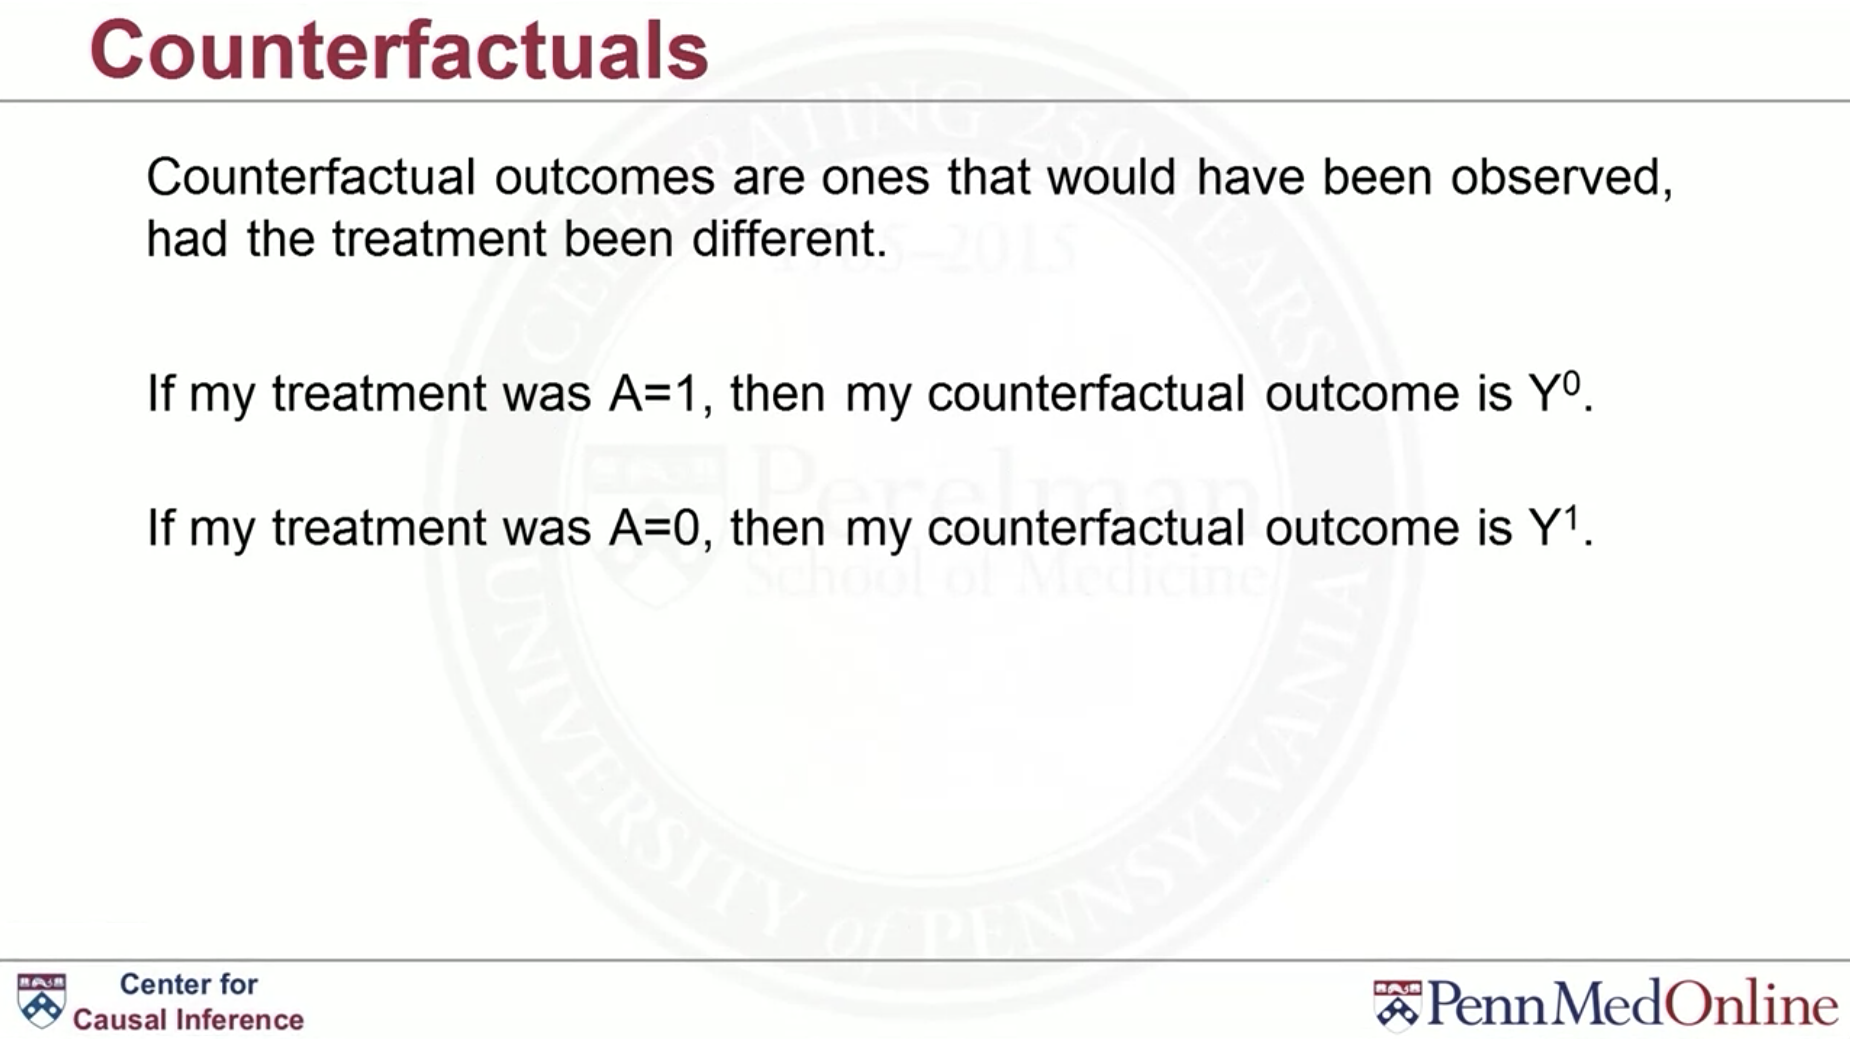 Counterfactuals
Counterfactual outcomes are ones that would have been observed,
had the treatment been different.
If my treatment was A=1, then my counterfactual outcome is Y⁰.
If my treatment was A=0, then my counterfactual outcome is Y¹.
CELEBRATING 250 YEARS
1765–2015
Perelman
School of Medicine
UNIVERSITY of PENNSYLVANIA
Center for
Causal Inference
PennMedOnline